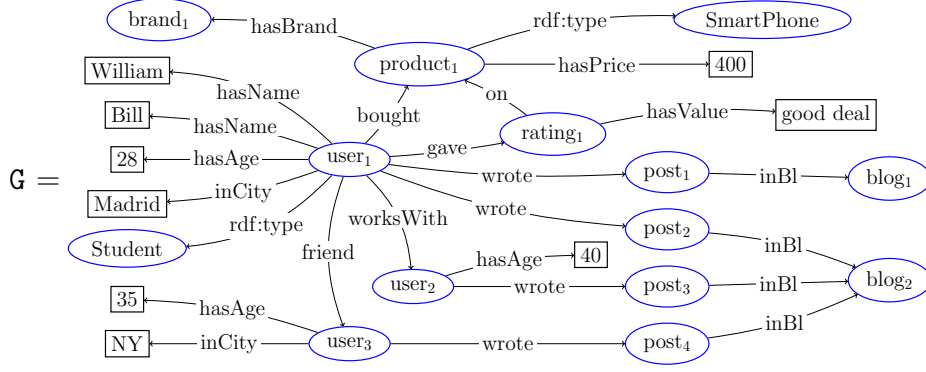 brand₁
hasBrand
rdf:type
SmartPhone
William
product₁
hasPrice
400
hasName
on
Bill
bought
hasValue
good deal
hasName
rating₁
28
hasAge
user₁
gave
G =
wrote
post₁
inBl
blog₁
Madrid
inCity
wrote
rdf:type
worksWith
post₂
Student
friend
hasAge
40
inBl
user₂
wrote
post₃
inBl
blog₂
35
hasAge
inBl
NY
inCity
user₃
wrote
post₄